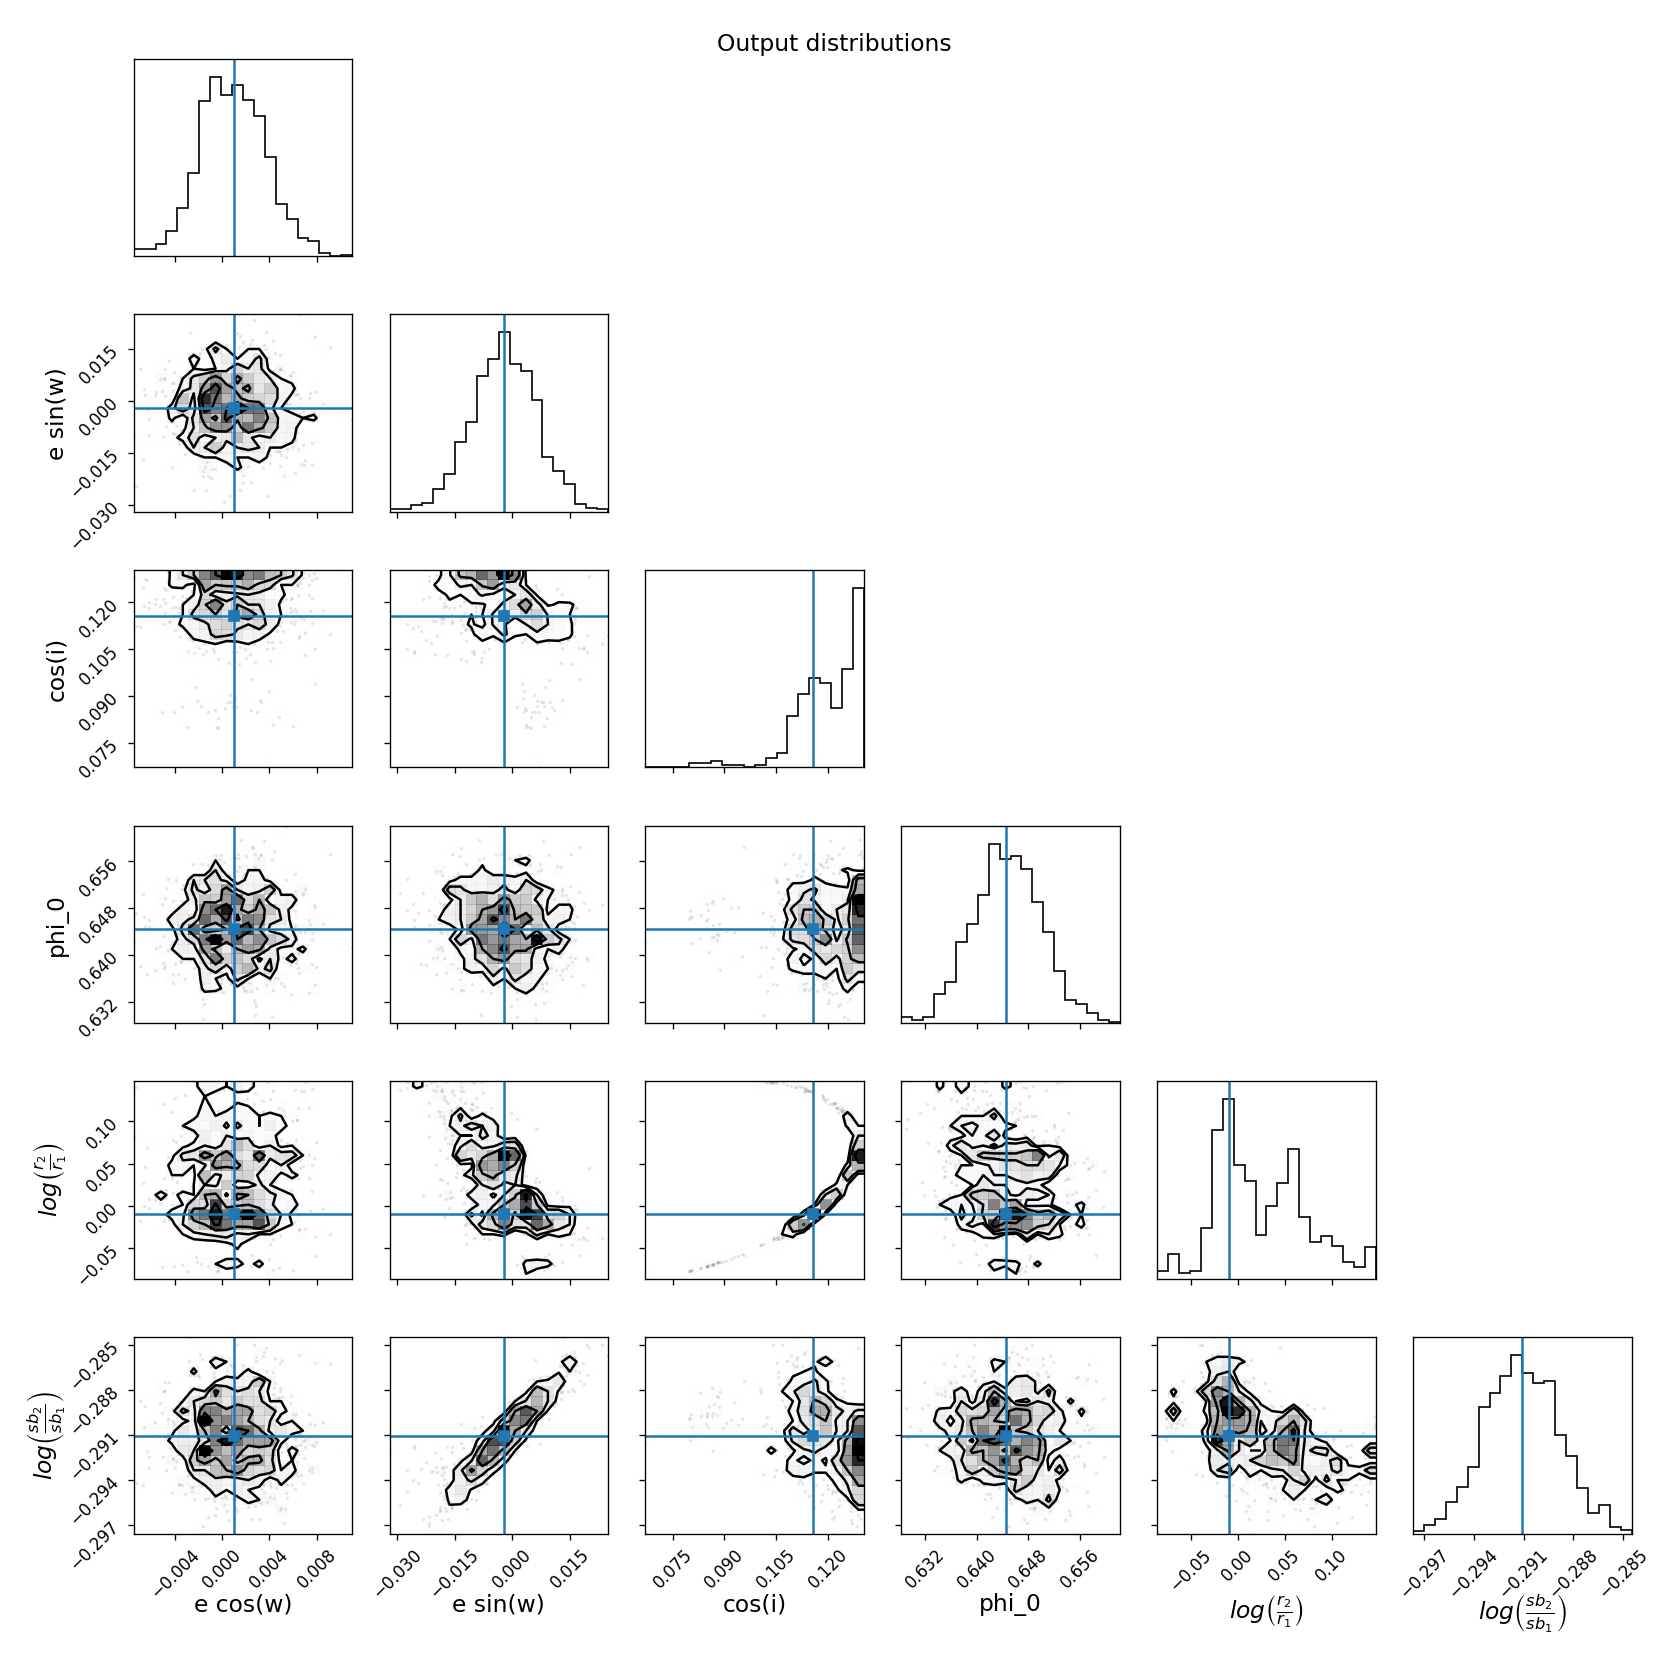 Output distributions
e sin(w)
0.015
0.000
−0.015
−0.030
cos(i)
0.120
0.105
0.090
0.075
phi_0
0.656
0.648
0.640
0.632
log(r₂/r₁)
0.10
0.05
0.00
−0.05
log(sb₂/sb₁)
−0.285
−0.288
−0.291
−0.294
−0.297
−0.004 0.000 0.004 0.008
−0.030 −0.015 0.000 0.015
0.075 0.090 0.105 0.120
0.632 0.640 0.648 0.656
−0.05 0.00 0.05 0.10
−0.297 −0.294 −0.291 −0.288 −0.285
e cos(w) e sin(w) cos(i) phi_0 log(r₂/r₁) log(sb₂/sb₁)